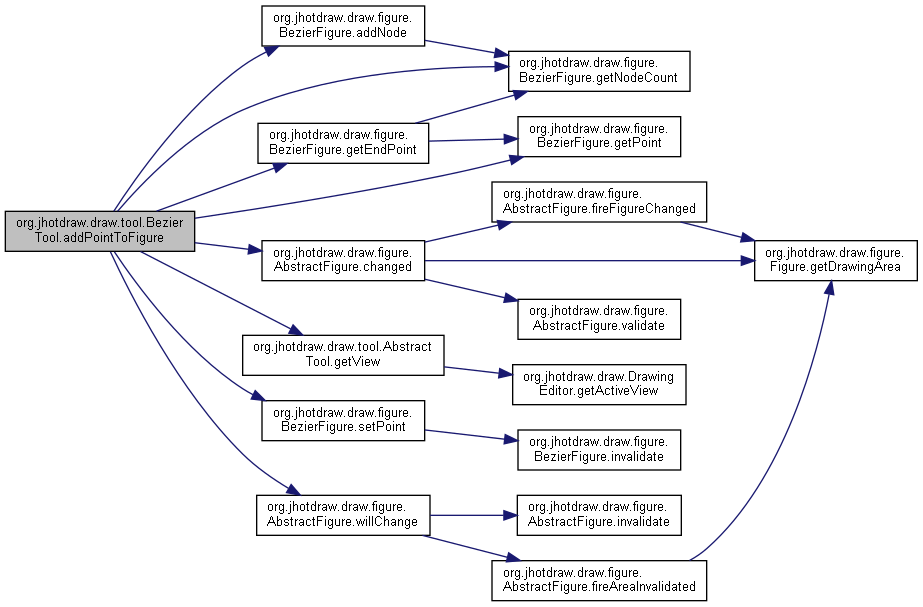 org.jhotdraw.draw.figure.
BezierFigure.addNode
org.jhotdraw.draw.figure.
BezierFigure.getNodeCount
org.jhotdraw.draw.figure.
BezierFigure.getEndPoint
org.jhotdraw.draw.figure.
BezierFigure.getPoint
org.jhotdraw.draw.figure.
AbstractFigure.fireFigureChanged
org.jhotdraw.draw.tool.Bezier
Tool.addPointToFigure
org.jhotdraw.draw.figure.
AbstractFigure.changed
org.jhotdraw.draw.figure.
Figure.getDrawingArea
org.jhotdraw.draw.figure.
AbstractFigure.validate
org.jhotdraw.draw.tool.Abstract
Tool.getView
org.jhotdraw.draw.Drawing
Editor.getActiveView
org.jhotdraw.draw.figure.
BezierFigure.setPoint
org.jhotdraw.draw.figure.
BezierFigure.invalidate
org.jhotdraw.draw.figure.
AbstractFigure.willChange
org.jhotdraw.draw.figure.
AbstractFigure.invalidate
org.jhotdraw.draw.figure.
AbstractFigure.fireAreaInvalidated